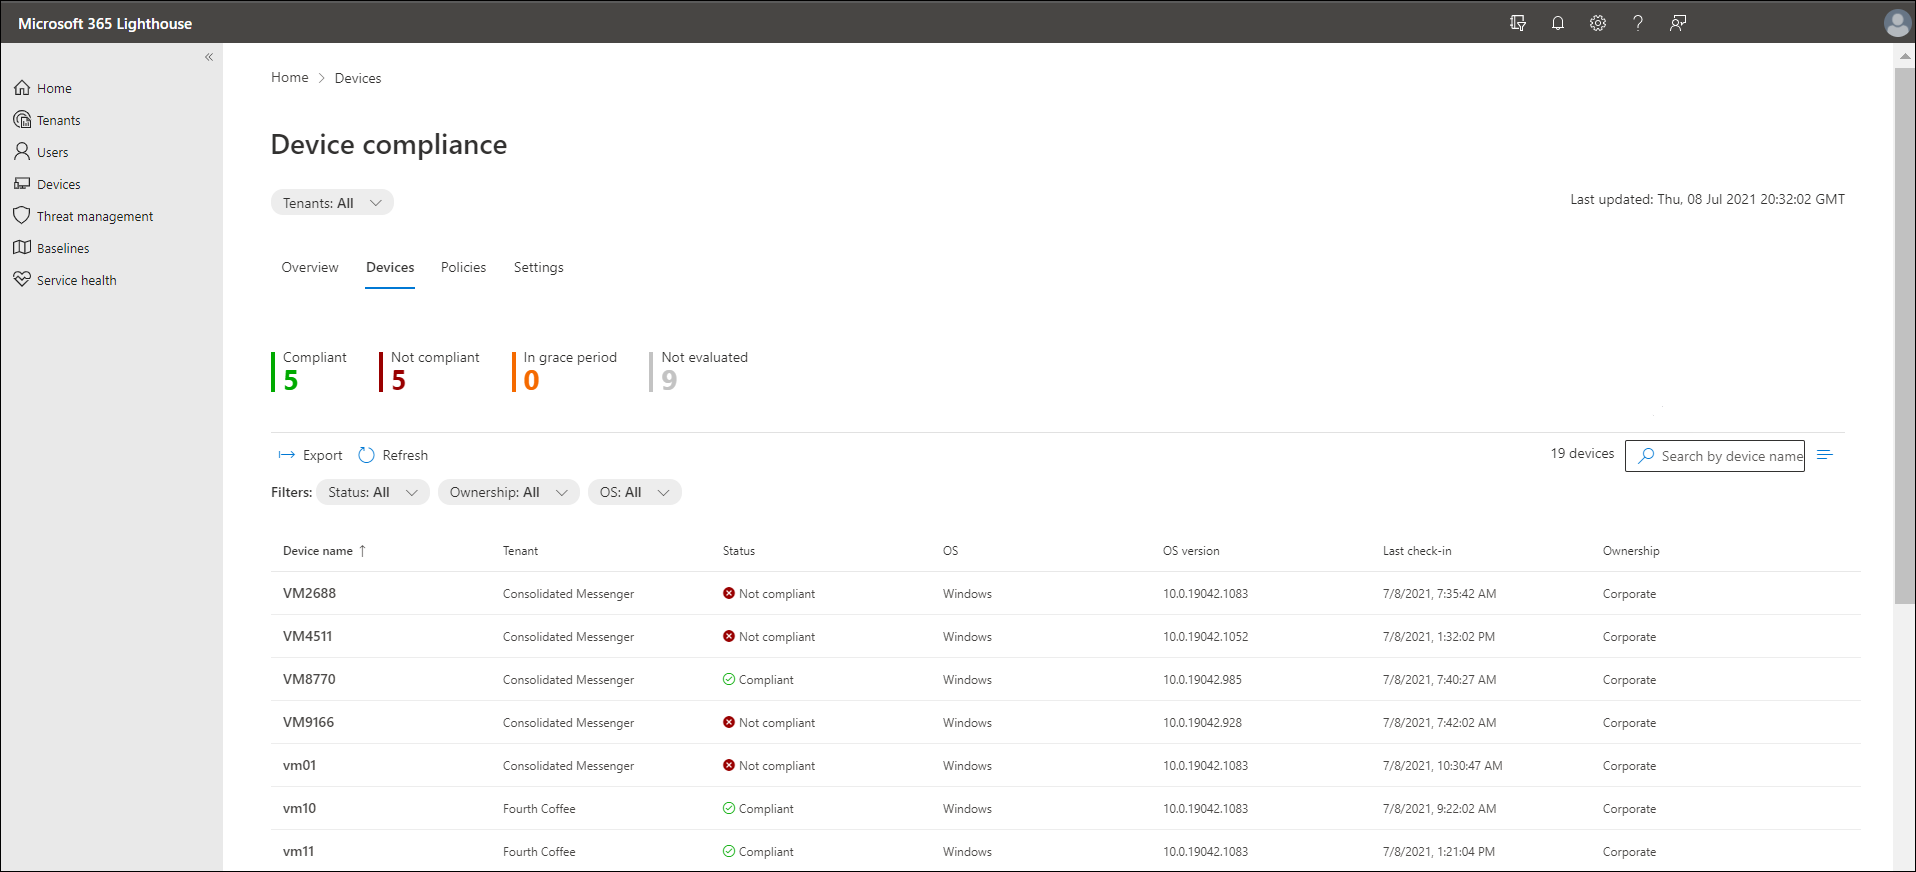 Microsoft 365 Lighthouse
Home
Tenants
Users
Devices
Threat management
Baselines
Service health
Home > Devices
Device compliance
Tenants: All
Last updated: Thu, 08 Jul 2021 20:32:02 GMT
Overview Devices Policies Settings
Compliant Not compliant In grace period Not evaluated
5 5 0 9
Export Refresh 19 devices Search by device name
Filters: Status: All Ownership: All OS: All
Device name ↑ Tenant Status OS OS version Last check-in Ownership
VM2688 Consolidated Messenger Not compliant Windows 10.0.19042.1083 7/8/2021, 7:35:42 AM Corporate
VM4511 Consolidated Messenger Not compliant Windows 10.0.19042.1052 7/8/2021, 1:32:02 PM Corporate
VM8770 Consolidated Messenger Compliant Windows 10.0.19042.985 7/8/2021, 7:40:27 AM Corporate
VM9166 Consolidated Messenger Not compliant Windows 10.0.19042.928 7/8/2021, 7:42:02 AM Corporate
vm01 Consolidated Messenger Not compliant Windows 10.0.19042.1083 7/8/2021, 10:30:47 AM Corporate
vm10 Fourth Coffee Compliant Windows 10.0.19042.1083 7/8/2021, 9:22:02 AM Corporate
vm11 Fourth Coffee Compliant Windows 10.0.19042.1083 7/8/2021, 1:21:04 PM Corporate